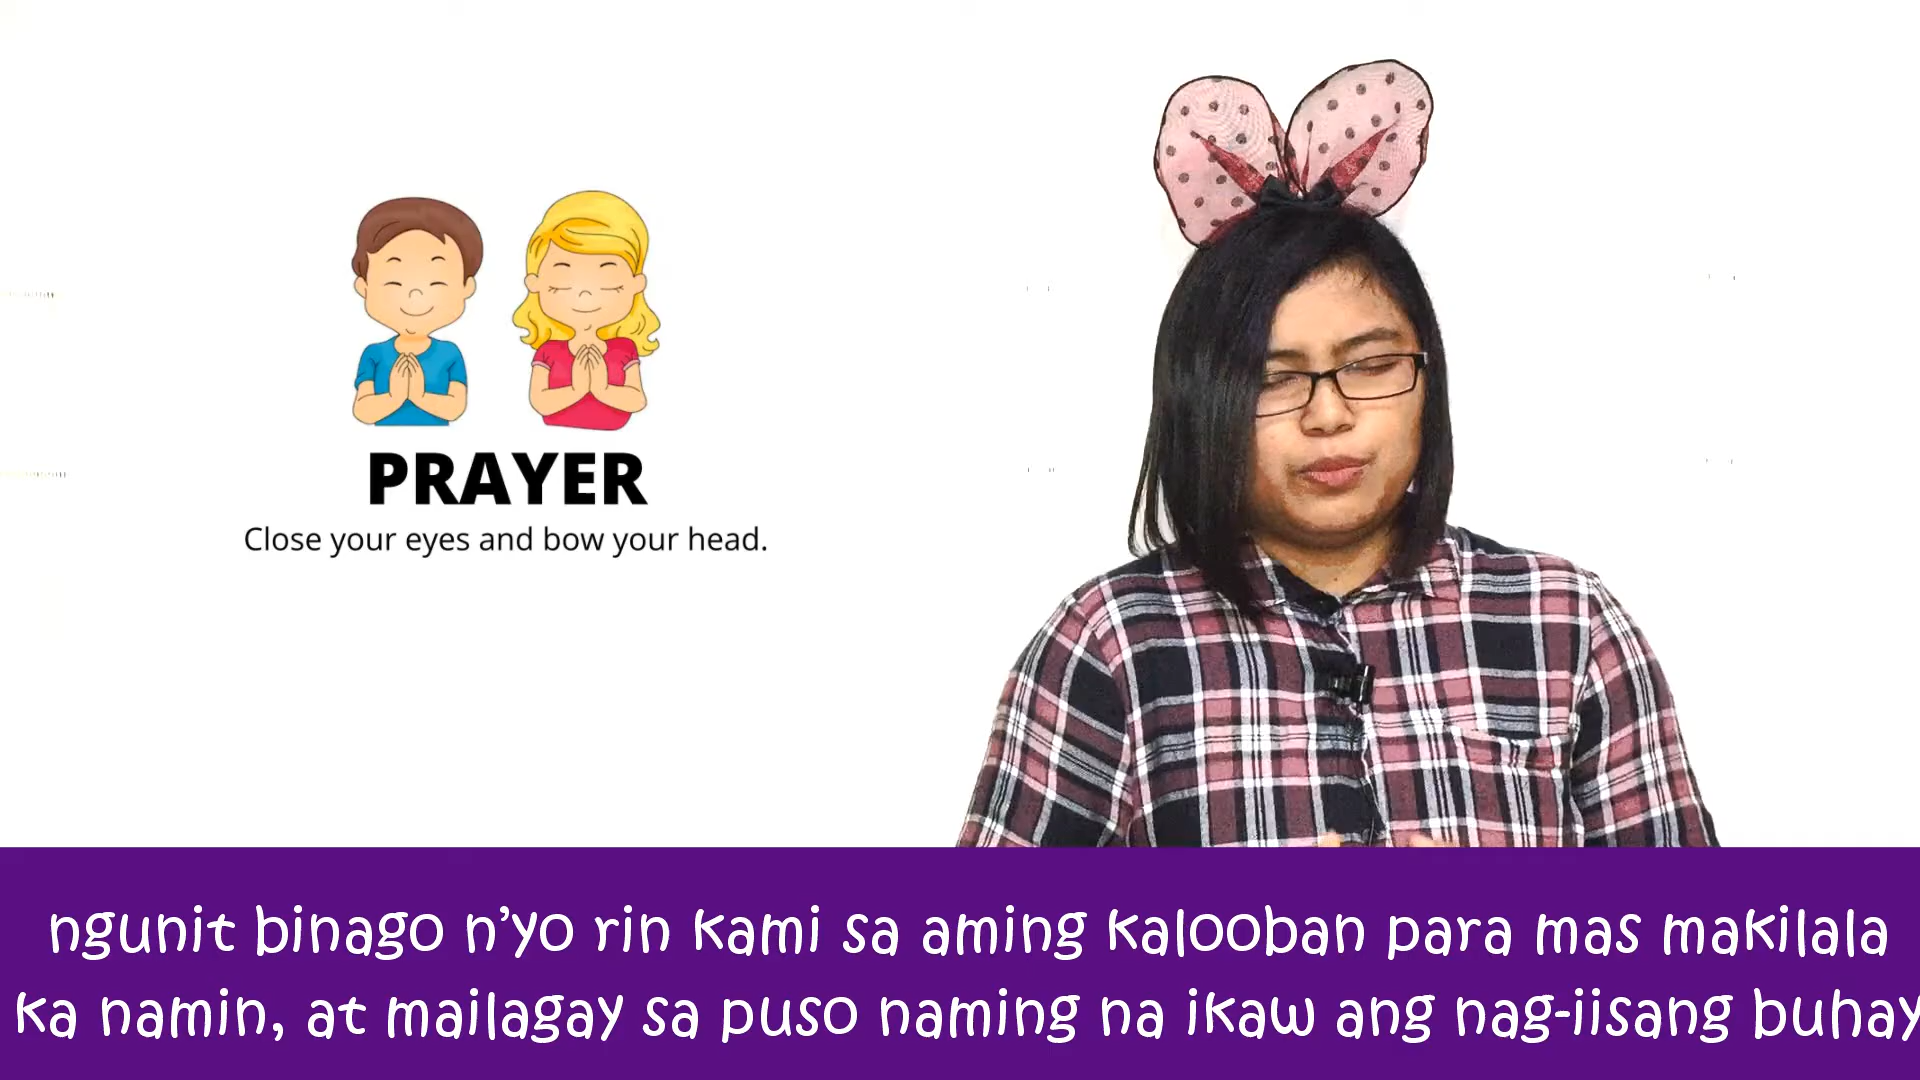 PRAYER
Close your eyes and bow your head.
ngunit binago n'yo rin kami sa aming kalooban para mas makilala
ka namin, at mailagay sa puso naming na ikaw ang nag-iisang buhay